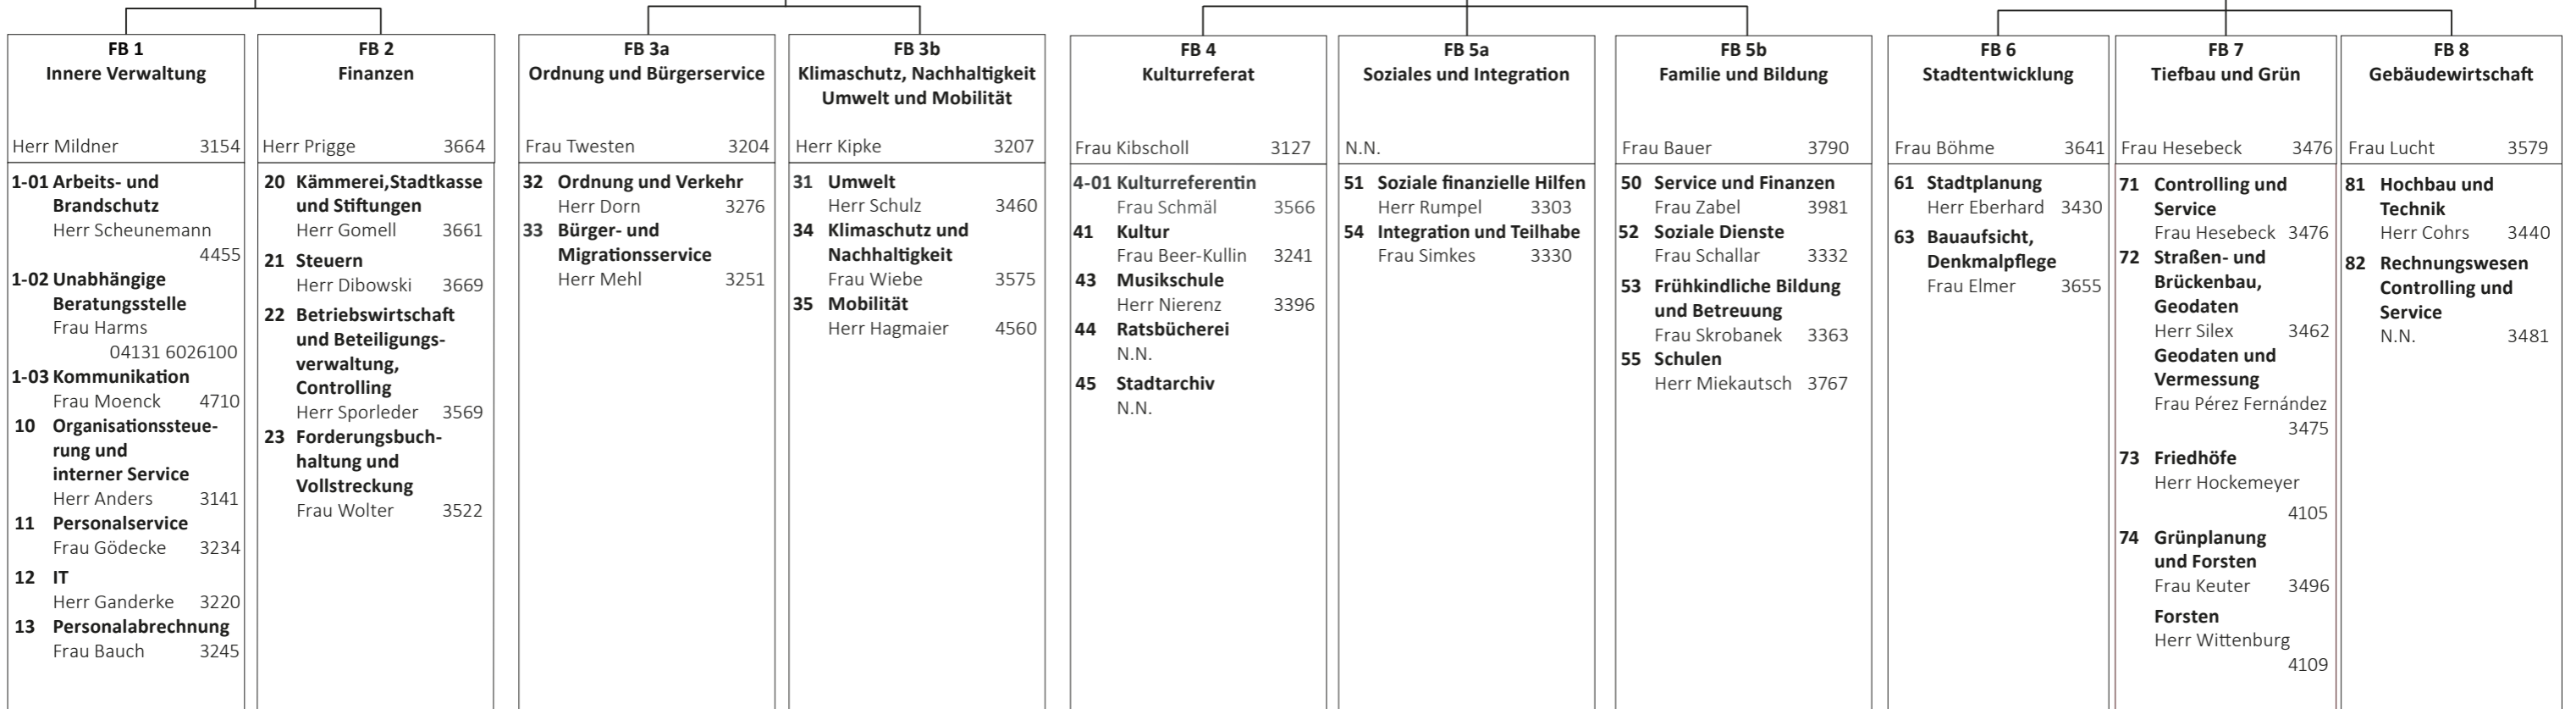 FB 1
Innere Verwaltung
Herr Mildner 3154
1-01 Arbeits- und
Brandschutz
Herr Scheunemann
4455
1-02 Unabhängige
Beratungsstelle
Frau Harms
04131 6026100
1-03 Kommunikation
Frau Moenck 4710
10 Organisationssteue-
rung und
interner Service
Herr Anders 3141
11 Personalservice
Frau Gödecke 3234
12 IT
Herr Ganderke 3220
13 Personalabrechnung
Frau Bauch 3245
FB 2
Finanzen
Herr Prigge 3664
20 Kämmerei,Stadtkasse
und Stiftungen
Herr Gomell 3661
21 Steuern
Herr Dibowski 3669
22 Betriebswirtschaft
und Beteiligungs-
verwaltung,
Controlling
Herr Sporleder 3569
23 Forderungsbuch-
haltung und
Vollstreckung
Frau Wolter 3522
FB 3a
Ordnung und Bürgerservice
Frau Twesten 3204
32 Ordnung und Verkehr
Herr Dorn 3276
33 Bürger- und
Migrationsservice
Herr Mehl 3251
FB 3b
Klimaschutz, Nachhaltigkeit
Umwelt und Mobilität
Herr Kipke 3207
31 Umwelt
Herr Schulz 3460
34 Klimaschutz und
Nachhaltigkeit
Frau Wiebe 3575
35 Mobilität
Herr Hagmaier 4560
FB 4
Kulturreferat
Frau Kibscholl 3127
4-01 Kulturreferentin
Frau Schmäl 3566
41 Kultur
Frau Beer-Kullin 3241
43 Musikschule
Herr Nierenz 3396
44 Ratsbücherei
N.N.
45 Stadtarchiv
N.N.
FB 5a
Soziales und Integration
N.N.
51 Soziale finanzielle Hilfen
Herr Rumpel 3303
54 Integration und Teilhabe
Frau Simkes 3330
FB 5b
Familie und Bildung
Frau Bauer 3790
50 Service und Finanzen
Frau Zabel 3981
52 Soziale Dienste
Frau Schallar 3332
53 Frühkindliche Bildung
und Betreuung
Frau Skrobanek 3363
55 Schulen
Herr Miekautsch 3767
FB 6
Stadtentwicklung
Frau Böhme 3641
61 Stadtplanung
Herr Eberhard 3430
63 Bauaufsicht,
Denkmalpflege
Frau Elmer 3655
FB 7
Tiefbau und Grün
Frau Hesebeck 3476
71 Controlling und
Service
Frau Hesebeck 3476
72 Straßen- und
Brückenbau,
Geodaten
Herr Silex 3462
Geodaten und
Vermessung
Frau Pérez Fernández
3475
73 Friedhöfe
Herr Hockemeyer
4105
74 Grünplanung
und Forsten
Frau Keuter 3496
Forsten
Herr Wittenburg
4109
FB 8
Gebäudewirtschaft
Frau Lucht 3579
81 Hochbau und
Technik
Herr Cohrs 3440
82 Rechnungswesen
Controlling und
Service
N.N. 3481